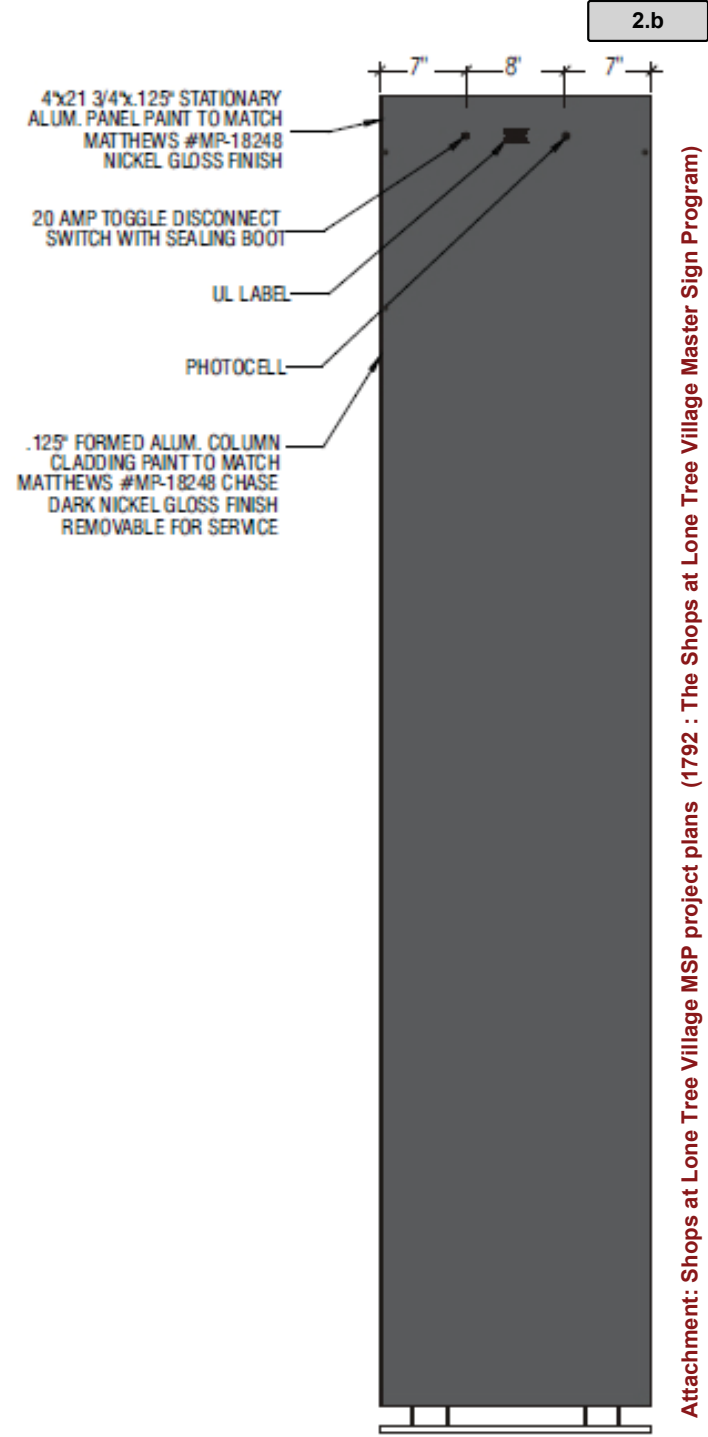 2.b
7" 8' 7"
4"x21 3/4"x.125" STATIONARY
ALUM. PANEL PAINT TO MATCH
MATTHEWS #MP-18248
NICKEL GLOSS FINISH
20 AMP TOGGLE DISCONNECT
SWITCH WITH SEALING BOOT
UL LABEL
PHOTOCELL
.125" FORMED ALUM. COLUMN
CLADDING PAINT TO MATCH
MATTHEWS #MP-18248 CHASE
DARK NICKEL GLOSS FINISH
REMOVABLE FOR SERVICE
Attachment: Shops at Lone Tree Village MSP project plans (1792 : The Shops at Lone Tree Village Master Sign Program)